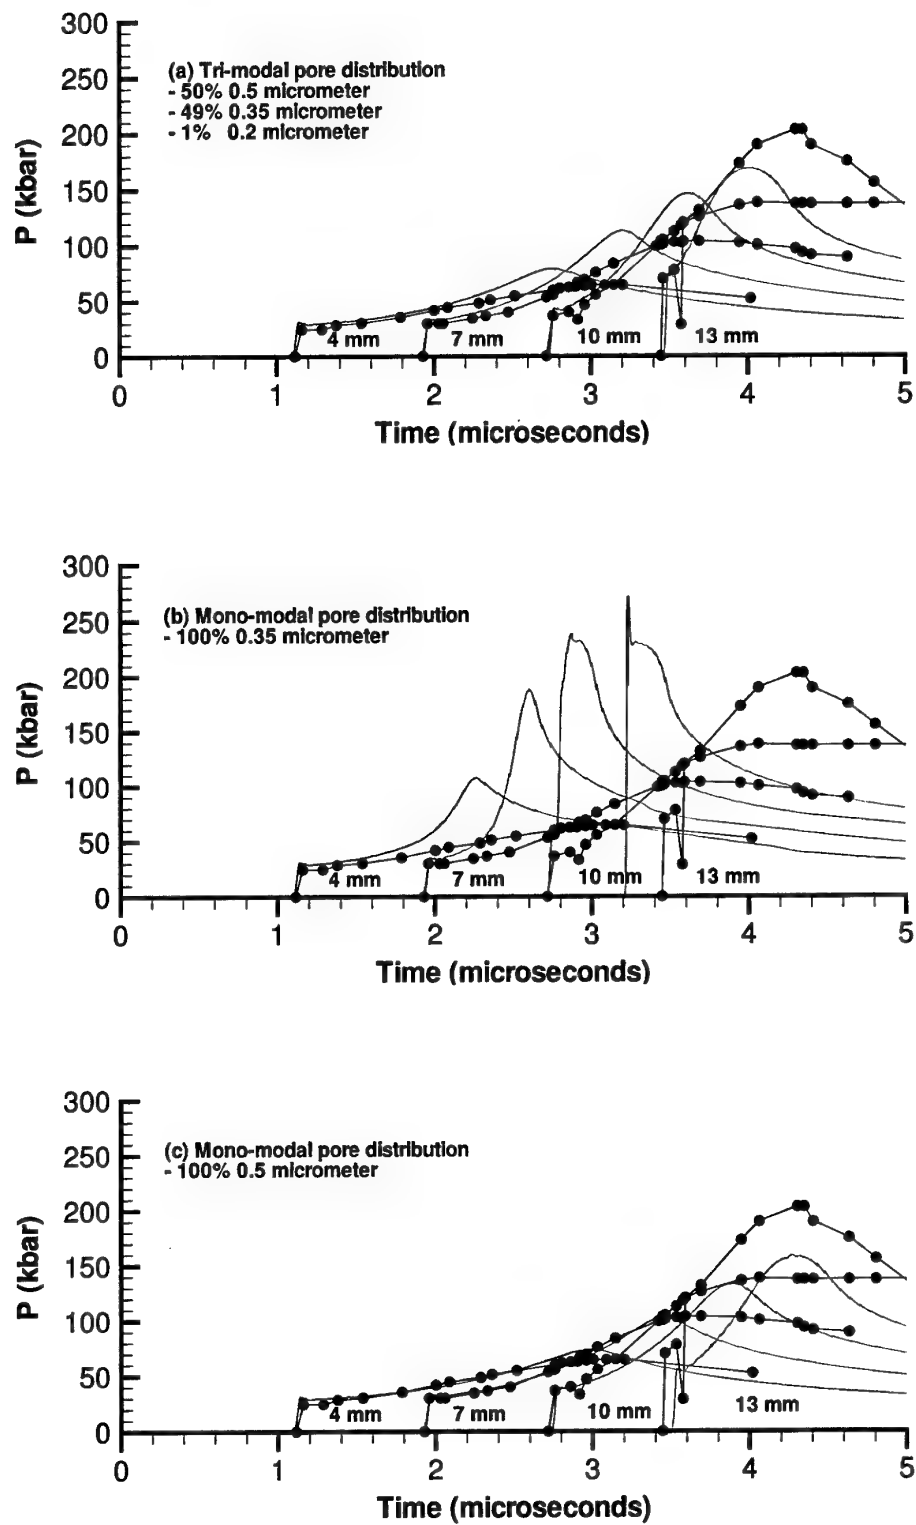 300
250
200
150
100
50
0
P (kbar)
(a) Tri-modal pore distribution
- 50% 0.5 micrometer
- 49% 0.35 micrometer
- 1% 0.2 micrometer
4 mm 7 mm 10 mm 13 mm
0 1 2 3 4 5
Time (microseconds)
300
250
200
150
100
50
0
P (kbar)
(b) Mono-modal pore distribution
- 100% 0.35 micrometer
4 mm 7 mm 10 mm 13 mm
0 1 2 3 4 5
Time (microseconds)
300
250
200
150
100
50
0
P (kbar)
(c) Mono-modal pore distribution
- 100% 0.5 micrometer
4 mm 7 mm 10 mm 13 mm
0 1 2 3 4 5
Time (microseconds)